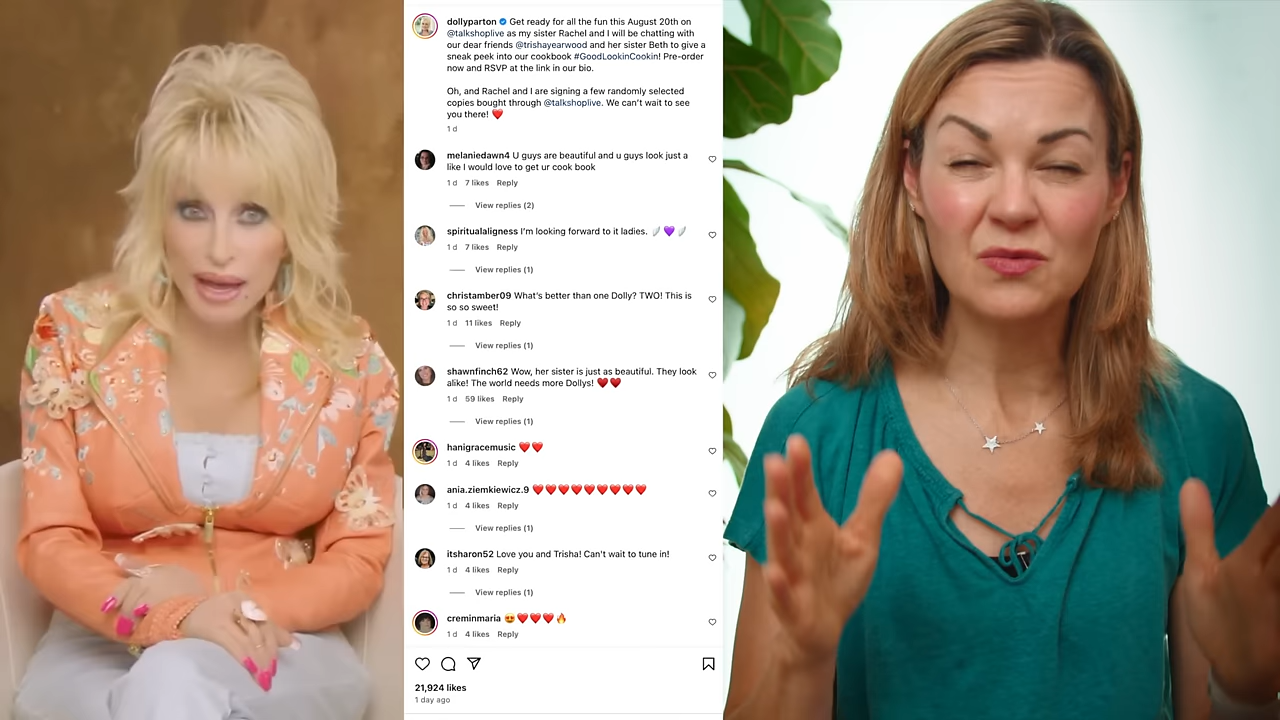 dollyparton Get ready for all the fun this August 20th on
@talkshoplive as my sister Rachel and I will be chatting with
our dear friends @trishayearwood and her sister Beth to give a
sneak peek into our cookbook #GoodLookinCookin! Pre-order
now and RSVP at the link in our bio.
Oh, and Rachel and I are signing a few randomly selected
copies bought through @talkshoplive. We can't wait to see
you there! ❤️
1 d
melaniedawn4 U guys are beautiful and u guys look just a
like I would love to get ur cook book
1 d 7 likes Reply
View replies (2)
spiritualaligness I'm looking forward to it ladies. 🪽💜🪽
1 d 7 likes Reply
View replies (1)
christamber09 What's better than one Dolly? TWO! This is
so so sweet!
1 d 11 likes Reply
View replies (1)
shawnfinch62 Wow, her sister is just as beautiful. They look
alike! The world needs more Dollys! ❤️❤️
1 d 59 likes Reply
View replies (1)
hanigracemusic ❤️❤️
1 d 4 likes Reply
ania.ziemkiewicz.9 ❤️❤️❤️❤️❤️❤️❤️❤️❤️
1 d 4 likes Reply
View replies (1)
itsharon52 Love you and Trisha! Can't wait to tune in!
1 d 4 likes Reply
View replies (1)
creminmaria 😍❤️❤️❤️🔥
1 d 4 likes Reply
21,924 likes
1 day ago